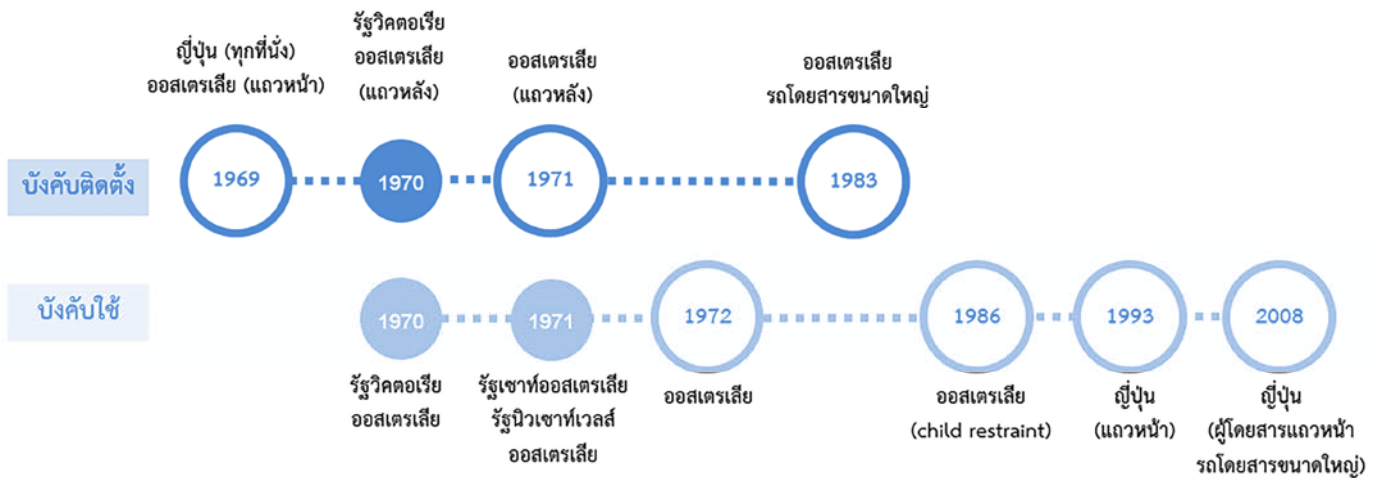 ญี่ปุ่น (ทุกที่นั่ง)
ออสเตรเลีย (แถวหน้า)
รัฐวิคตอเรีย
ออสเตรเลีย
(แถวหลัง)
ออสเตรเลีย
(แถวหลัง)
ออสเตรเลีย
รถโดยสารขนาดใหญ่
บังคับติดตั้ง
1969
1970
1971
1983
บังคับใช้
1970
1971
1972
1986
1993
2008
รัฐวิคตอเรีย
ออสเตรเลีย
รัฐเซาท์ออสเตรเลีย
รัฐนิวเซาท์เวลส์
ออสเตรเลีย
ออสเตรเลีย
ออสเตรเลีย
(child restraint)
ญี่ปุ่น
(แถวหน้า)
ญี่ปุ่น
(ผู้โดยสารแถวหน้า
รถโดยสารขนาดใหญ่)